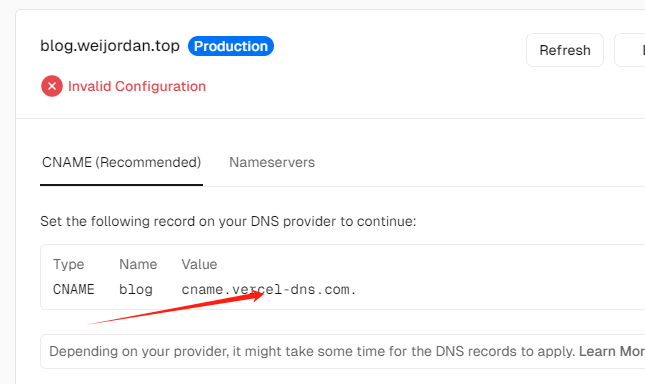 blog.weijordan.top Production
Refresh
Invalid Configuration
CNAME (Recommended) Nameservers
Set the following record on your DNS provider to continue:
Type Name Value
CNAME blog cname.vercel-dns.com.
Depending on your provider, it might take some time for the DNS records to apply. Learn